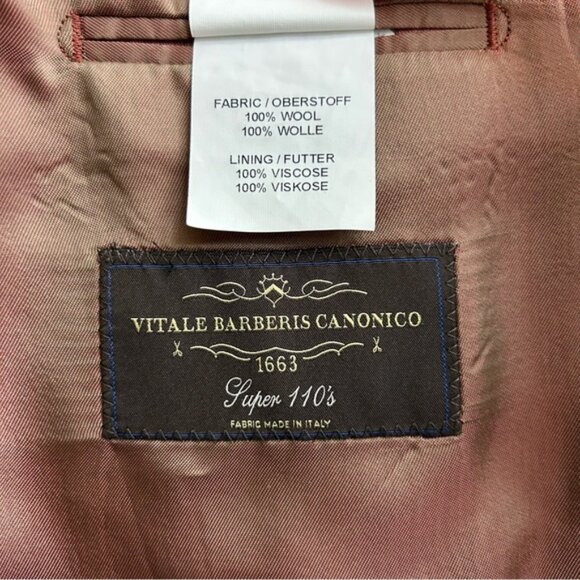 FABRIC / OBERSTOFF
100% WOOL
100% WOLLE
LINING / FUTTER
100% VISCOSE
100% VISKOSE
VITALE BARBERIS CANONICO
1663
Super 110's
FABRIC MADE IN ITALY